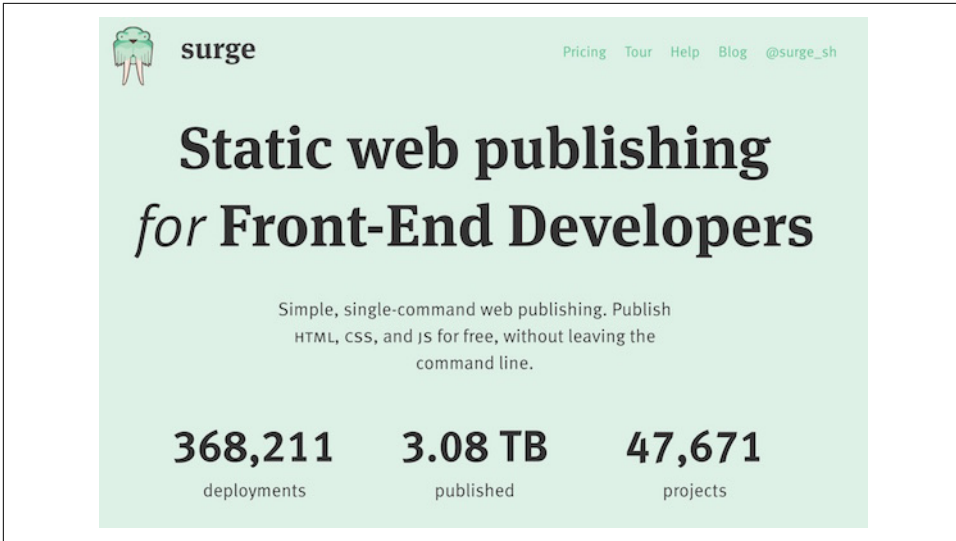 surge
Pricing Tour Help Blog @surge_sh
Static web publishing
for Front-End Developers
Simple, single-command web publishing. Publish
HTML, CSS, and JS for free, without leaving the
command line.
368,211 3.08 TB 47,671
deployments published projects